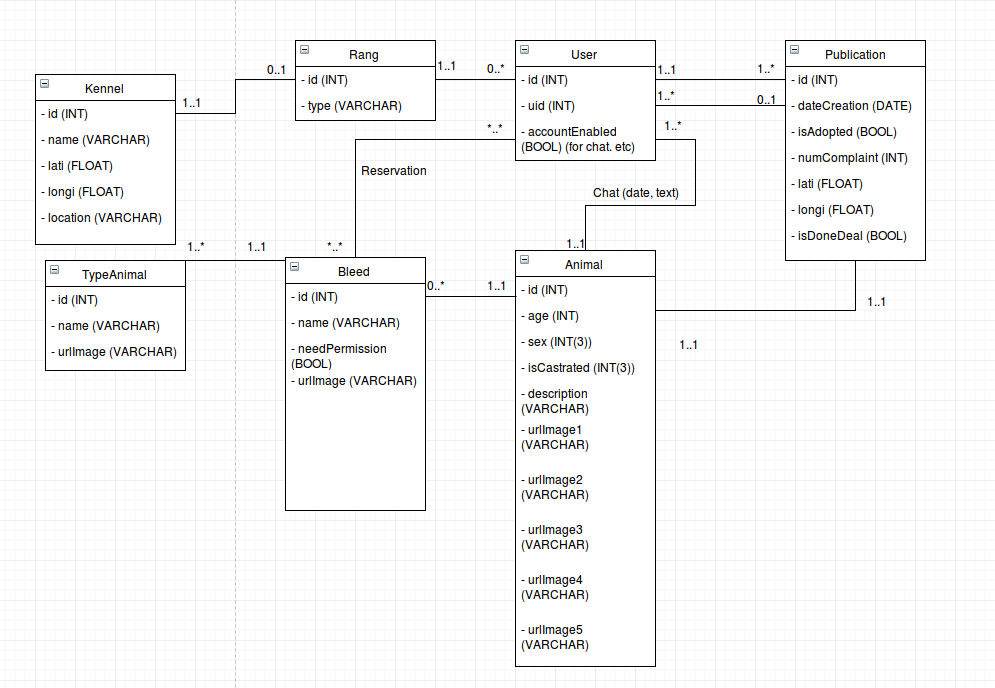 Kennel
- id (INT)
- name (VARCHAR)
- lati (FLOAT)
- longi (FLOAT)
- location (VARCHAR)
1..1
0..1
Rang
- id (INT)
- type (VARCHAR)
1..1
0..*
User
- id (INT)
- uid (INT)
- accountEnabled
(BOOL) (for chat. etc)
1..1
1..*
1..*
0..1
1..*
Publication
- id (INT)
- dateCreation (DATE)
- isAdopted (BOOL)
- numComplaint (INT)
- lati (FLOAT)
- longi (FLOAT)
- isDoneDeal (BOOL)
*..*
Reservation
*..*
Chat (date, text)
1..1
1..*
1..1
TypeAnimal
- id (INT)
- name (VARCHAR)
- urlImage (VARCHAR)
Bleed
- id (INT)
- name (VARCHAR)
- needPermission
(BOOL)
- urlImage (VARCHAR)
0..*
1..1
Animal
- id (INT)
- age (INT)
- sex (INT(3))
- isCastrated (INT(3))
- description
(VARCHAR)
- urlImage1
(VARCHAR)
- urlImage2
(VARCHAR)
- urlImage3
(VARCHAR)
- urlImage4
(VARCHAR)
- urlImage5
(VARCHAR)
1..1
1..1